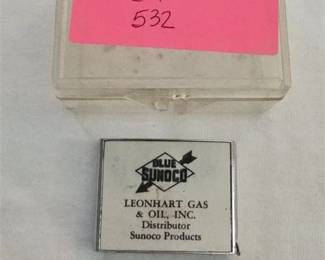 532
BLUE
SUNOCO
LEONHART GAS
& OIL, INC.
Distributor
Sunoco Products